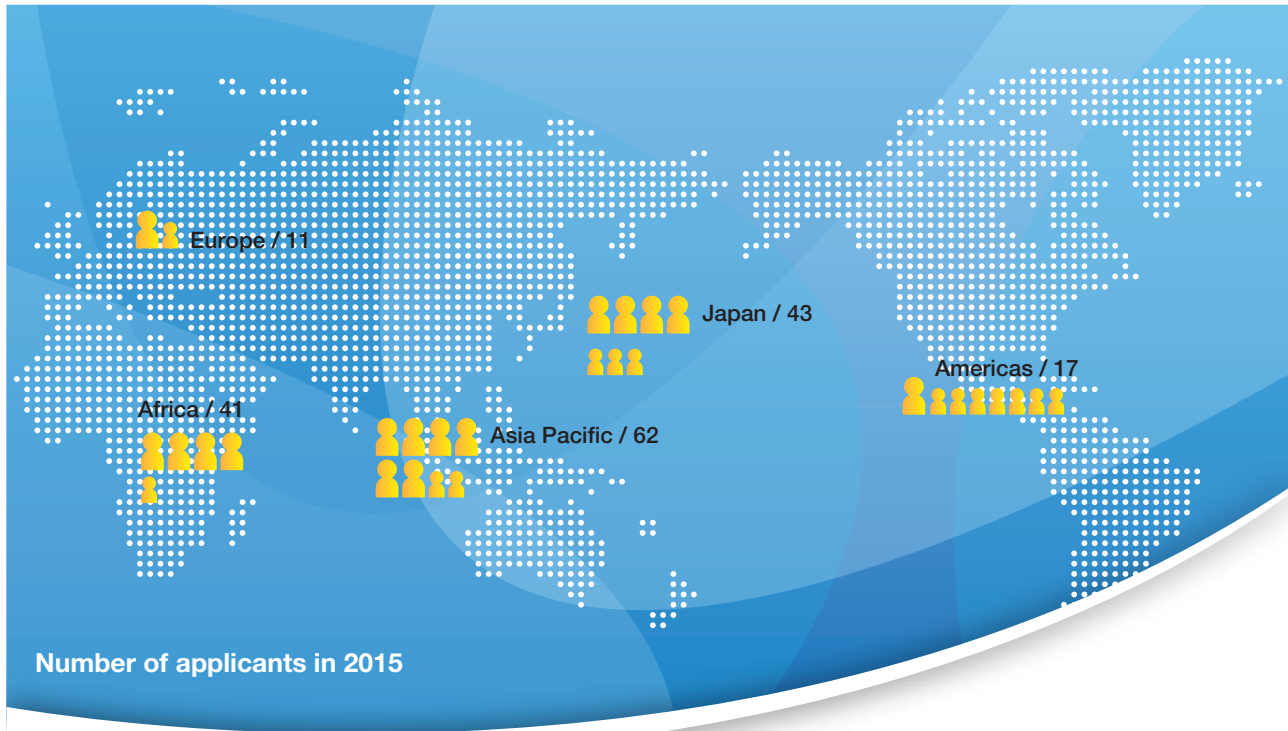 Europe / 11
Japan / 43
Americas / 17
Africa / 41
Asia Pacific / 62
Number of applicants in 2015